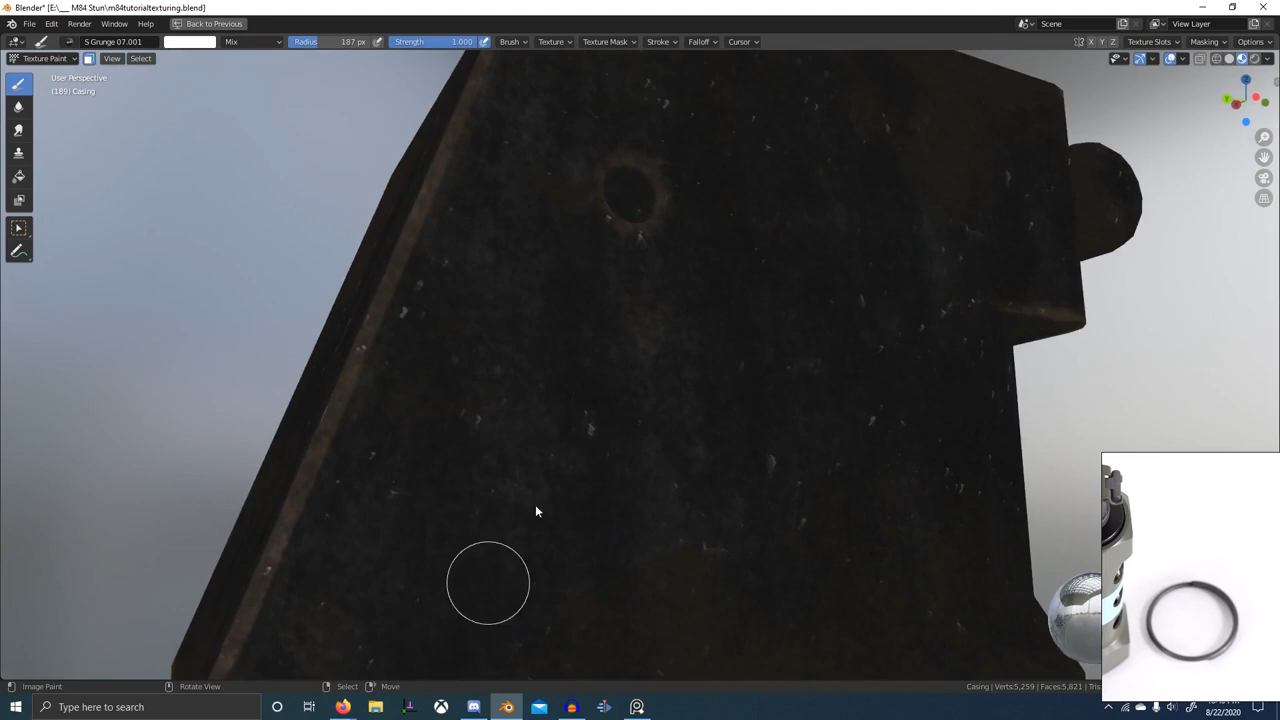 Blender* [E:\___ M84 Stun\m84tutorialtexturing.blend]
File Edit Render Window Help Back to Previous Scene View Layer
S Grunge 07.001 Mix Radius 187 px Strength 1.000 Brush Texture Texture Mask Stroke Falloff Cursor X Y Z Texture Slots Masking Options
Texture Paint View Select
User Perspective
(189) Casing
Image Paint Rotate View Select Move Casing | Verts:5,259 | Faces:5,821 | Tris:
Type here to search
8/22/2020